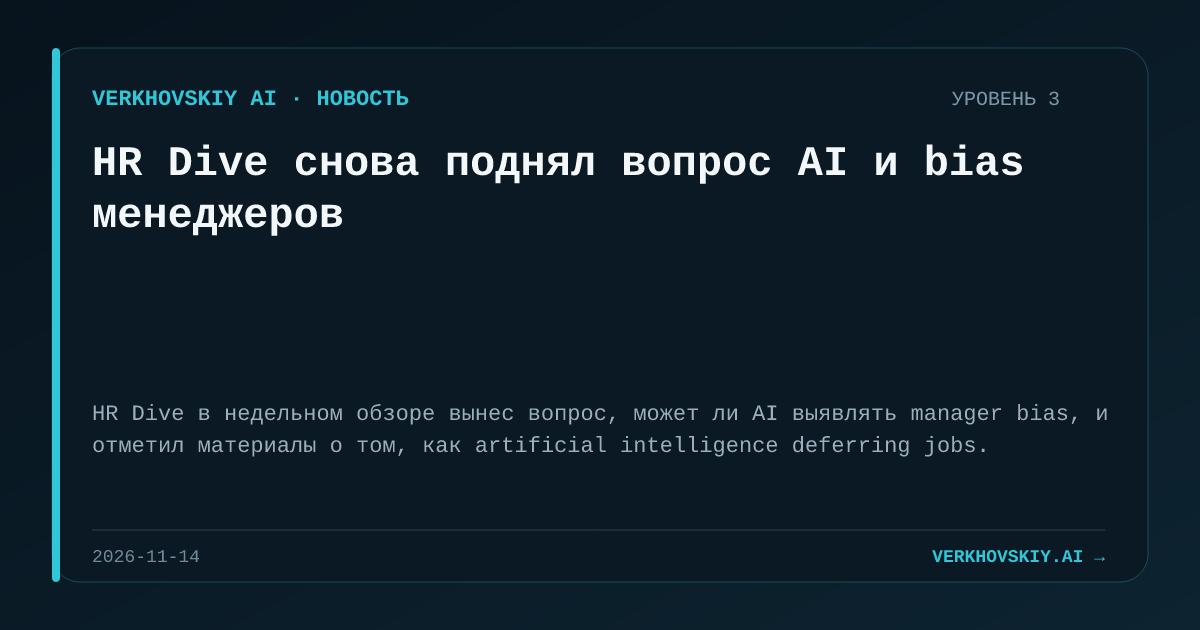 VERKHOVSKIY AI · НОВОСТЬ
УРОВЕНЬ 3
HR Dive снова поднял вопрос AI и bias
менеджеров
HR Dive в недельном обзоре вынес вопрос, может ли AI выявлять manager bias, и
отметил материалы о том, как artificial intelligence deferring jobs.
2026-11-14
VERKHOVSKIY.AI →